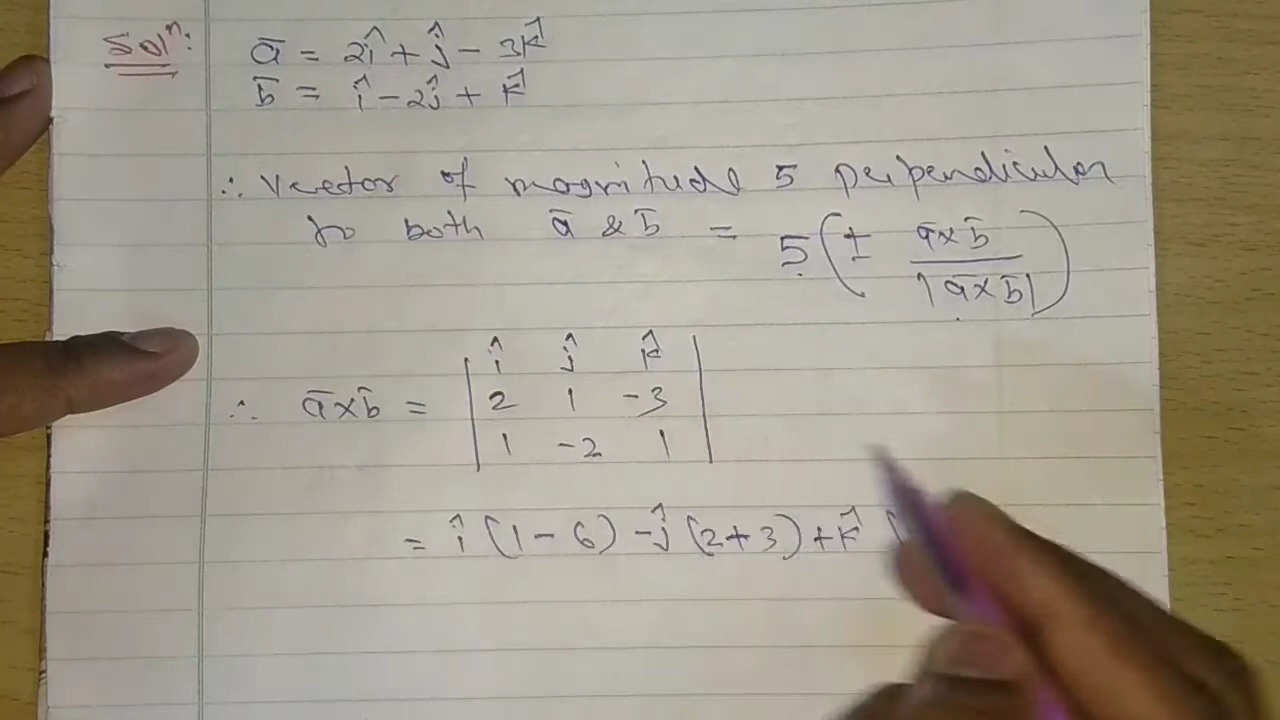 Solⁿ:
ā = 2î + ĵ - 3k⃗
b̄ = î - 2ĵ + k⃗
∴ Vector of magnitude 5 perpendicular
to both ā & b̄ = 5 (± ā×b̄ / |ā×b̄|)
î ĵ k̂
∴ ā×b̄ = | 2 1 -3 |
1 -2 1
= î (1 - 6) - ĵ (2+3) + k̂ (